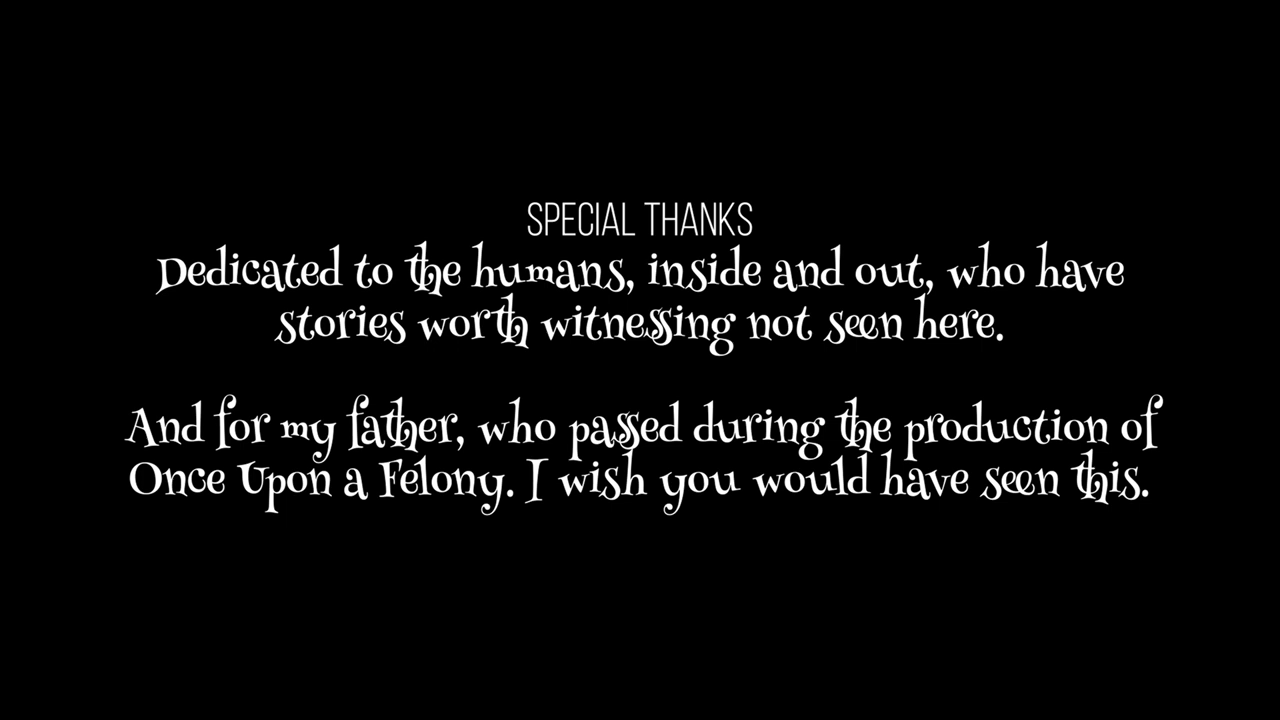 SPECIAL THANKS
Dedicated to the humans, inside and out, who have
stories worth witnessing not seen here.
And for my father, who passed during the production of
Once Upon a Felony. I wish you would have seen this.